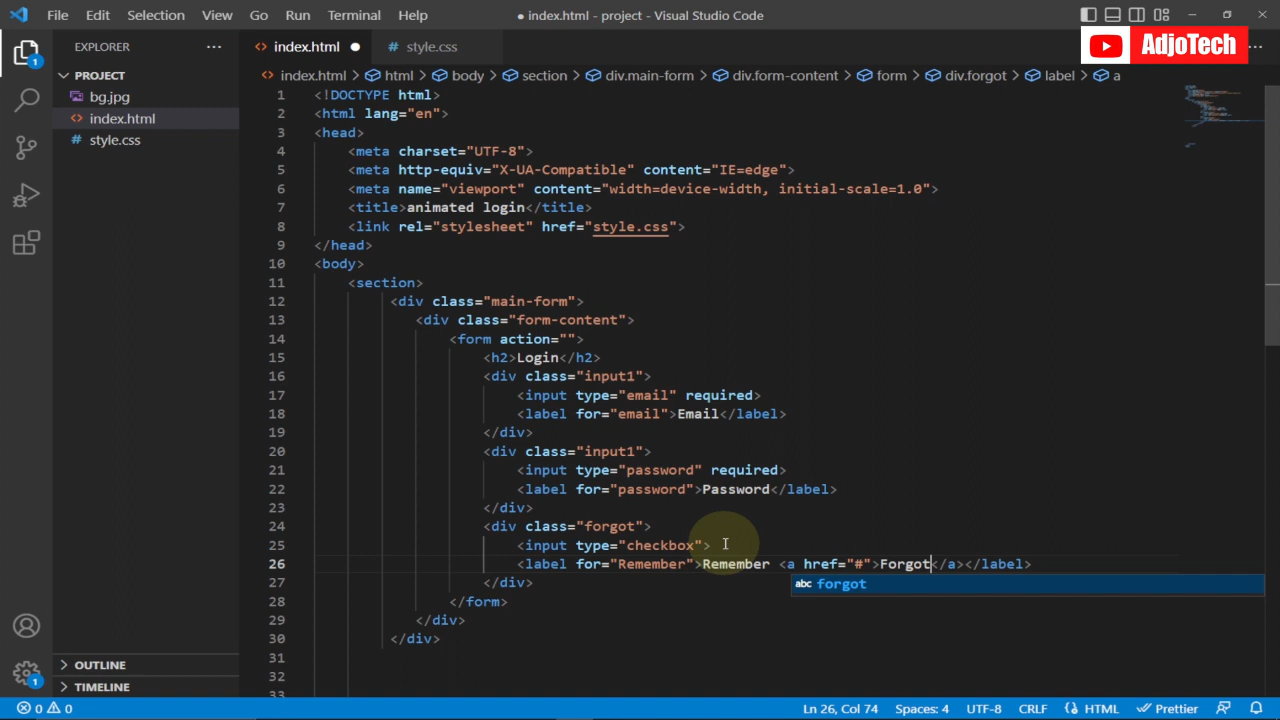 File Edit Selection View Go Run Terminal Help
● index.html - project - Visual Studio Code
AdjoTech
EXPLORER
index.html
style.css
index.html > html > body > section > div.main-form > div.form-content > form > div.forgot > label > a
PROJECT
bg.jpg
index.html
style.css
1 <!DOCTYPE html>
2 <html lang="en">
3 <head>
4 <meta charset="UTF-8">
5 <meta http-equiv="X-UA-Compatible" content="IE=edge">
6 <meta name="viewport" content="width=device-width, initial-scale=1.0">
7 <title>animated login</title>
8 <link rel="stylesheet" href="style.css">
9 </head>
10 <body>
11 <section>
12 <div class="main-form">
13 <div class="form-content">
14 <form action="">
15 <h2>Login</h2>
16 <div class="input1">
17 <input type="email" required>
18 <label for="email">Email</label>
19 </div>
20 <div class="input1">
21 <input type="password" required>
22 <label for="password">Password</label>
23 </div>
24 <div class="forgot">
25 <input type="checkbox">
26 <label for="Remember">Remember <a href="#">Forgot</a></label>
abc forgot
27 </div>
28 </form>
29 </div>
30 </div>
31
32
33
1
1
OUTLINE
TIMELINE
0 0
Ln 26, Col 74 Spaces: 4 UTF-8 CRLF HTML Prettier